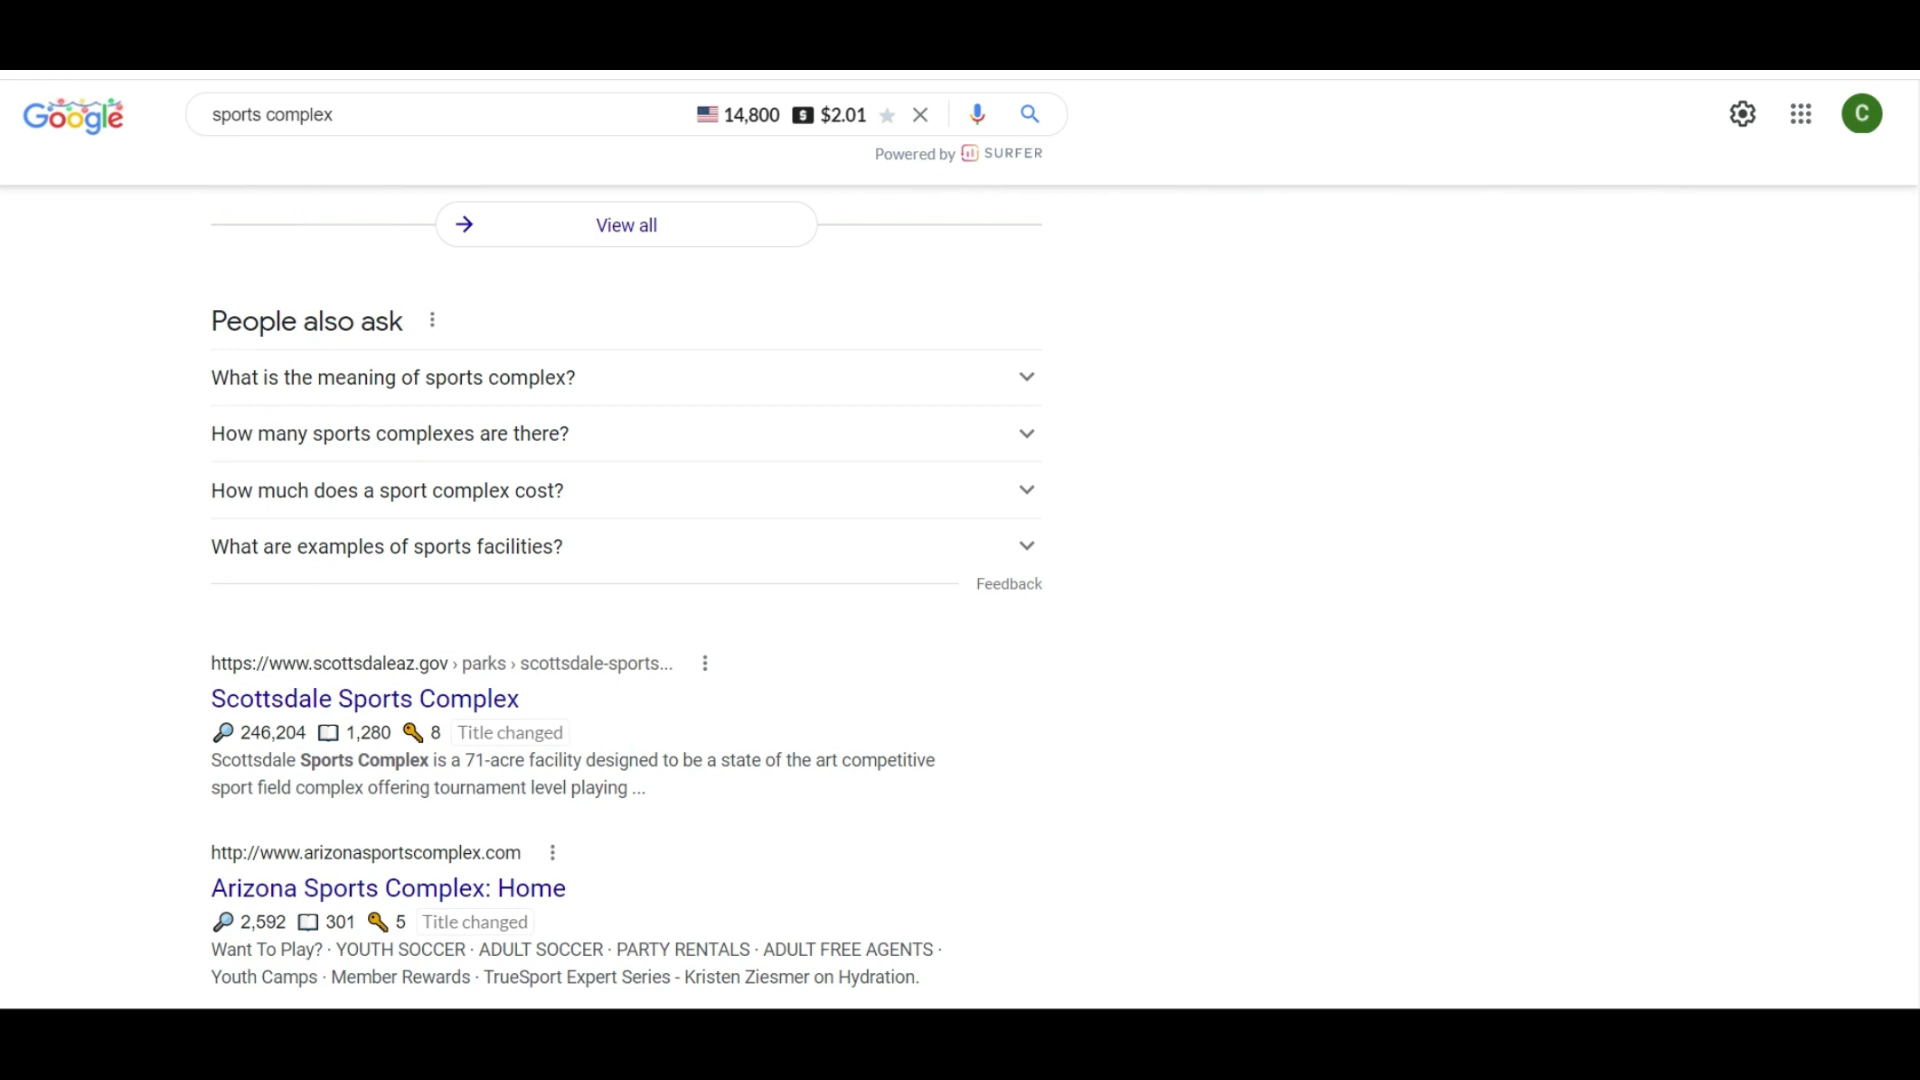 Google
sports complex 14,800 $2.01
C
Powered by SURFER
View all
People also ask
What is the meaning of sports complex?
How many sports complexes are there?
How much does a sport complex cost?
What are examples of sports facilities?
Feedback
https://www.scottsdaleaz.gov › parks › scottsdale-sports...
Scottsdale Sports Complex
246,204 1,280 8 Title changed
Scottsdale Sports Complex is a 71-acre facility designed to be a state of the art competitive
sport field complex offering tournament level playing ...
http://www.arizonasportscomplex.com
Arizona Sports Complex: Home
2,592 301 5 Title changed
Want To Play? · YOUTH SOCCER · ADULT SOCCER · PARTY RENTALS · ADULT FREE AGENTS ·
Youth Camps · Member Rewards · TrueSport Expert Series - Kristen Ziesmer on Hydration.